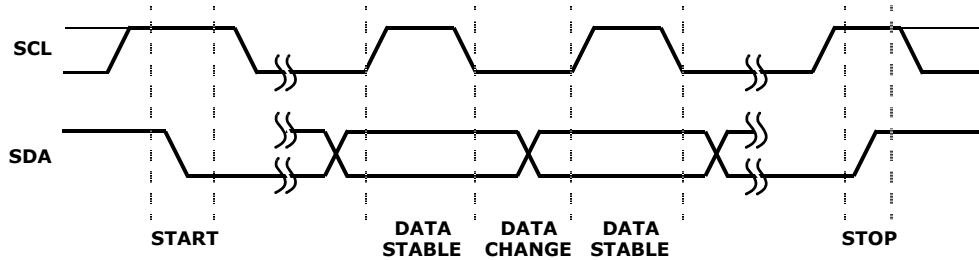 SCL
SDA
START
DATA STABLE
DATA CHANGE
DATA STABLE
STOP